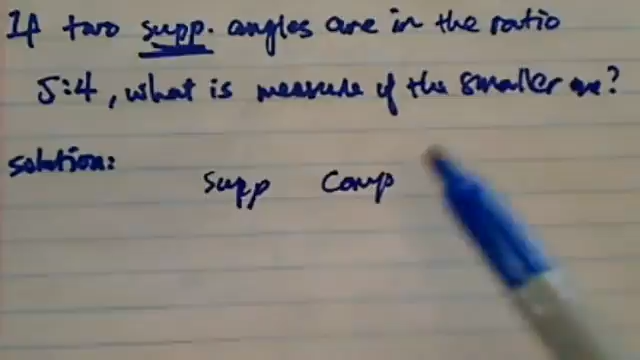 If two supp. angles are in the ratio
5:4, what is measure of the smaller one?
solution:
supp comp